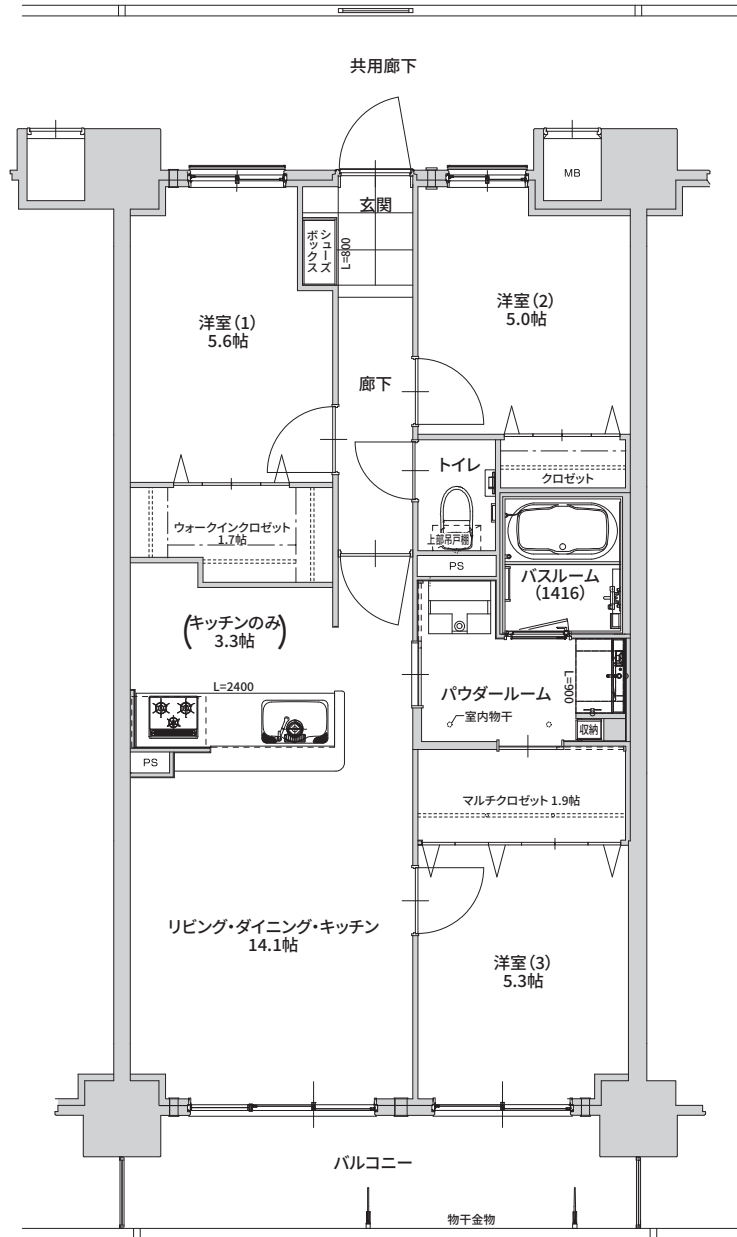 共用廊下
MB
玄関
シューズ
ボックス
L=800
洋室(1)
5.6帖
洋室(2)
5.0帖
廊下
トイレ
クロゼット
ウォークインクロゼット
1.7帖
上部吊戸棚
PS
バスルーム
(1416)
(キッチンのみ)
3.3帖
L=2400
パウダールーム
L=900
室内物干
収納
PS
マルチクロゼット 1.9帖
リビング・ダイニング・キッチン
14.1帖
洋室(3)
5.3帖
バルコニー
物干金物